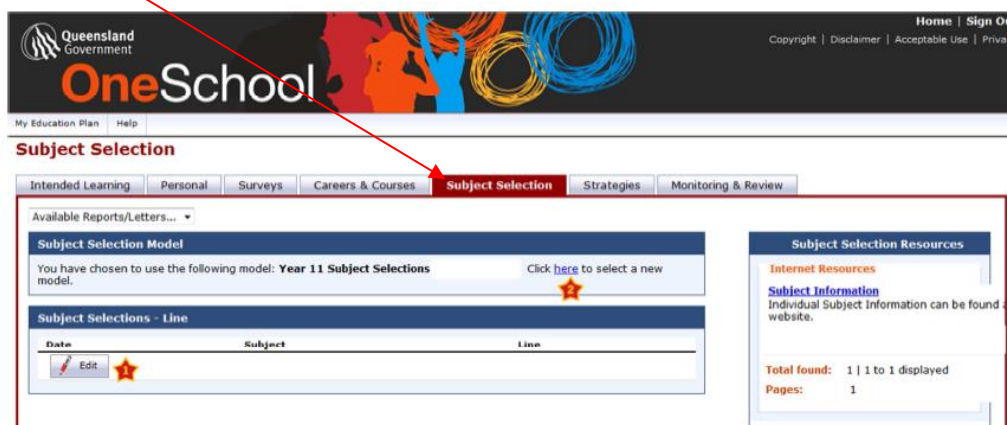 Queensland
Government
OneSchool
Home | Sign O
Copyright | Disclaimer | Acceptable Use | Priva
My Education Plan | Help
Subject Selection
Intended Learning
Personal
Surveys
Careers & Courses
Subject Selection
Strategies
Monitoring & Review
Available Reports/Letters...
Subject Selection Model
You have chosen to use the following model: Year 11 Subject Selections Click here to select a new
model.
2
Subject Selections - Line
Date Subject Line
Edit
1
Subject Selection Resources
Internet Resources
Subject Information
Individual Subject Information can be found a
website.
Total found: 1 | 1 to 1 displayed
Pages: 1